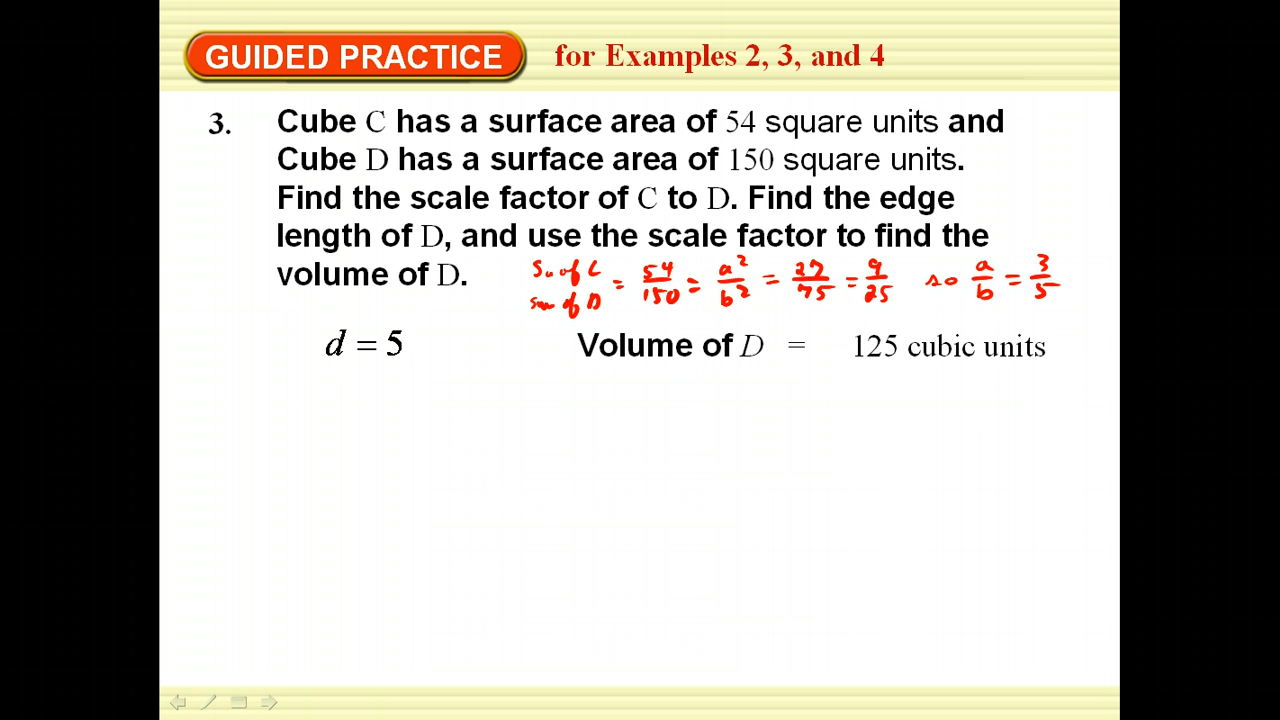 GUIDED PRACTICE for Examples 2, 3, and 4
3. Cube C has a surface area of 54 square units and
Cube D has a surface area of 150 square units.
Find the scale factor of C to D. Find the edge
length of D, and use the scale factor to find the
volume of D.
of C / of D = 54/150 = a²/b² = 27/75 = 9/25 so a/b = 3/5
d = 5 Volume of D = 125 cubic units